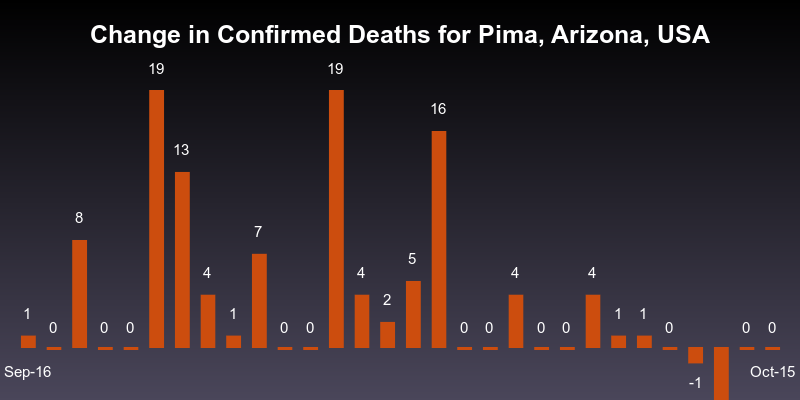 Change in Confirmed Deaths for Pima, Arizona, USA
1 0 8 0 0 19 13 4 1 7 0 0 19 4 2 5 16 0 0 4 0 0 4 1 1 0 -1 0 0
Sep-16 Oct-15